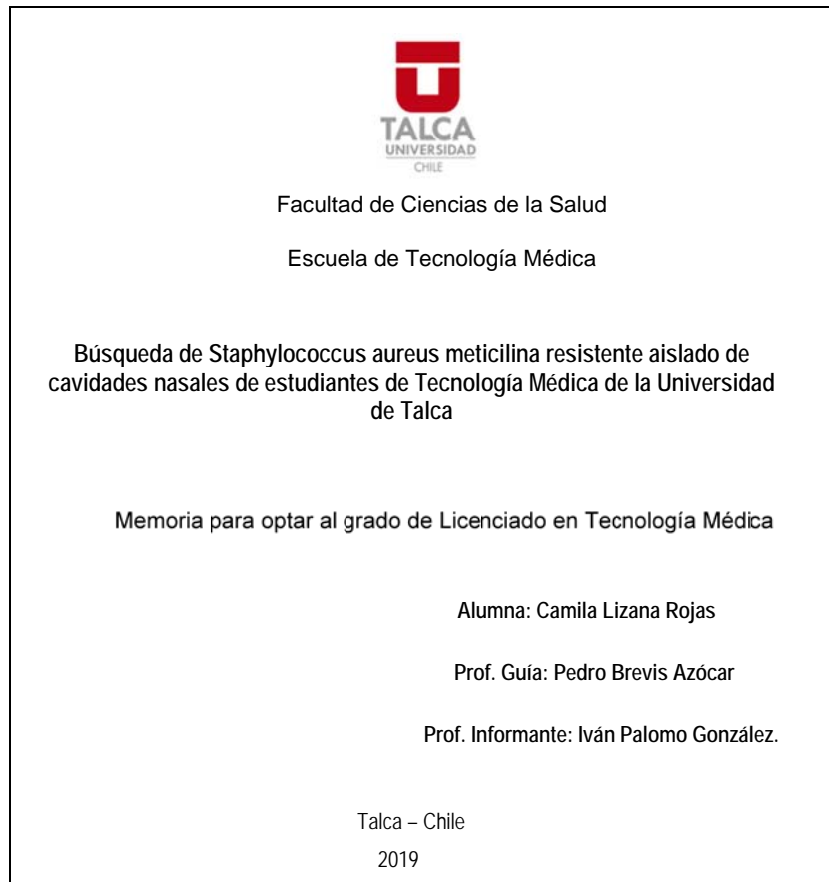 TALCA
UNIVERSIDAD
CHILE
Facultad de Ciencias de la Salud
Escuela de Tecnología Médica
Búsqueda de Staphylococcus aureus meticilina resistente aislado de
cavidades nasales de estudiantes de Tecnología Médica de la Universidad
de Talca
Memoria para optar al grado de Licenciado en Tecnología Médica
Alumna: Camila Lizana Rojas
Prof. Guía: Pedro Brevis Azócar
Prof. Informante: Iván Palomo González.
Talca – Chile
2019